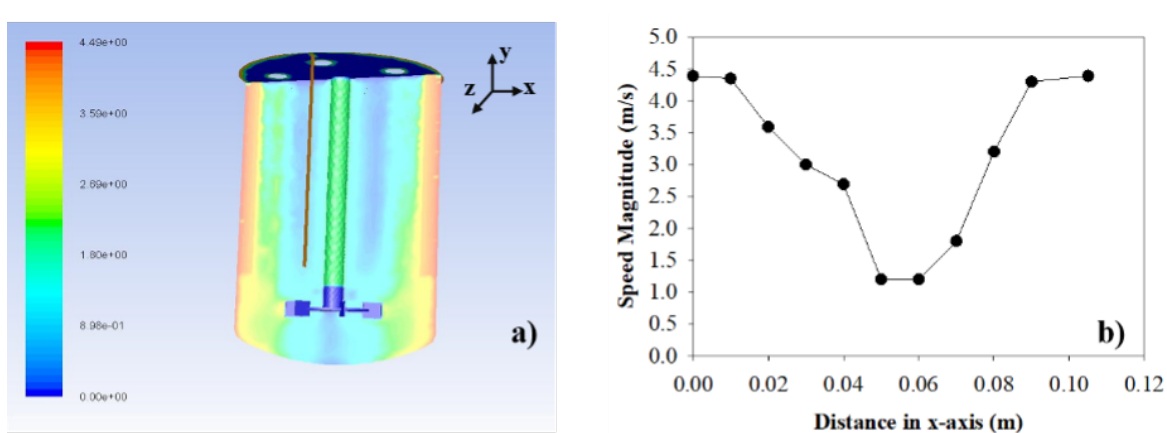 4.49e+00
3.59e+00
2.69e+00
1.80e+00
8.98e-01
0.00e+00
y
z
x
a)
5.0
4.5
4.0
3.5
3.0
2.5
2.0
1.5
1.0
0.5
0.0
Speed Magnitude (m/s)
b)
0.00 0.02 0.04 0.06 0.08 0.10 0.12
Distance in x-axis (m)